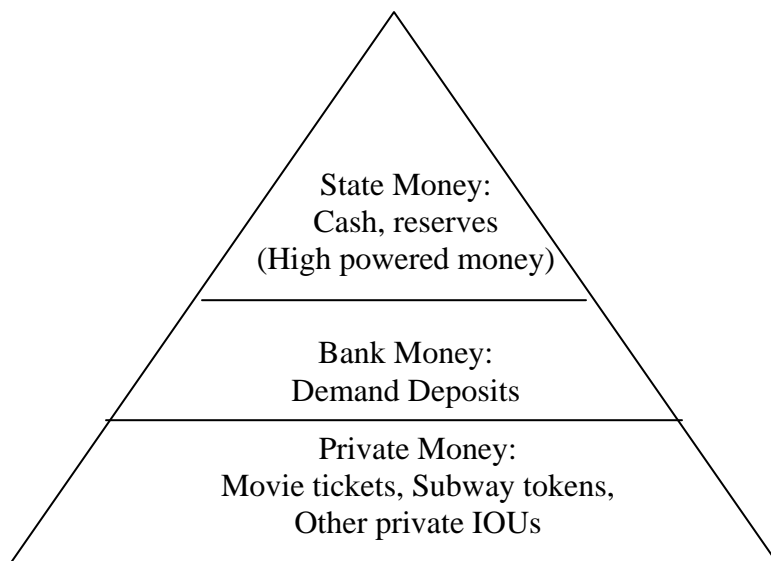 State Money:
Cash, reserves
(High powered money)
Bank Money:
Demand Deposits
Private Money:
Movie tickets, Subway tokens,
Other private IOUs